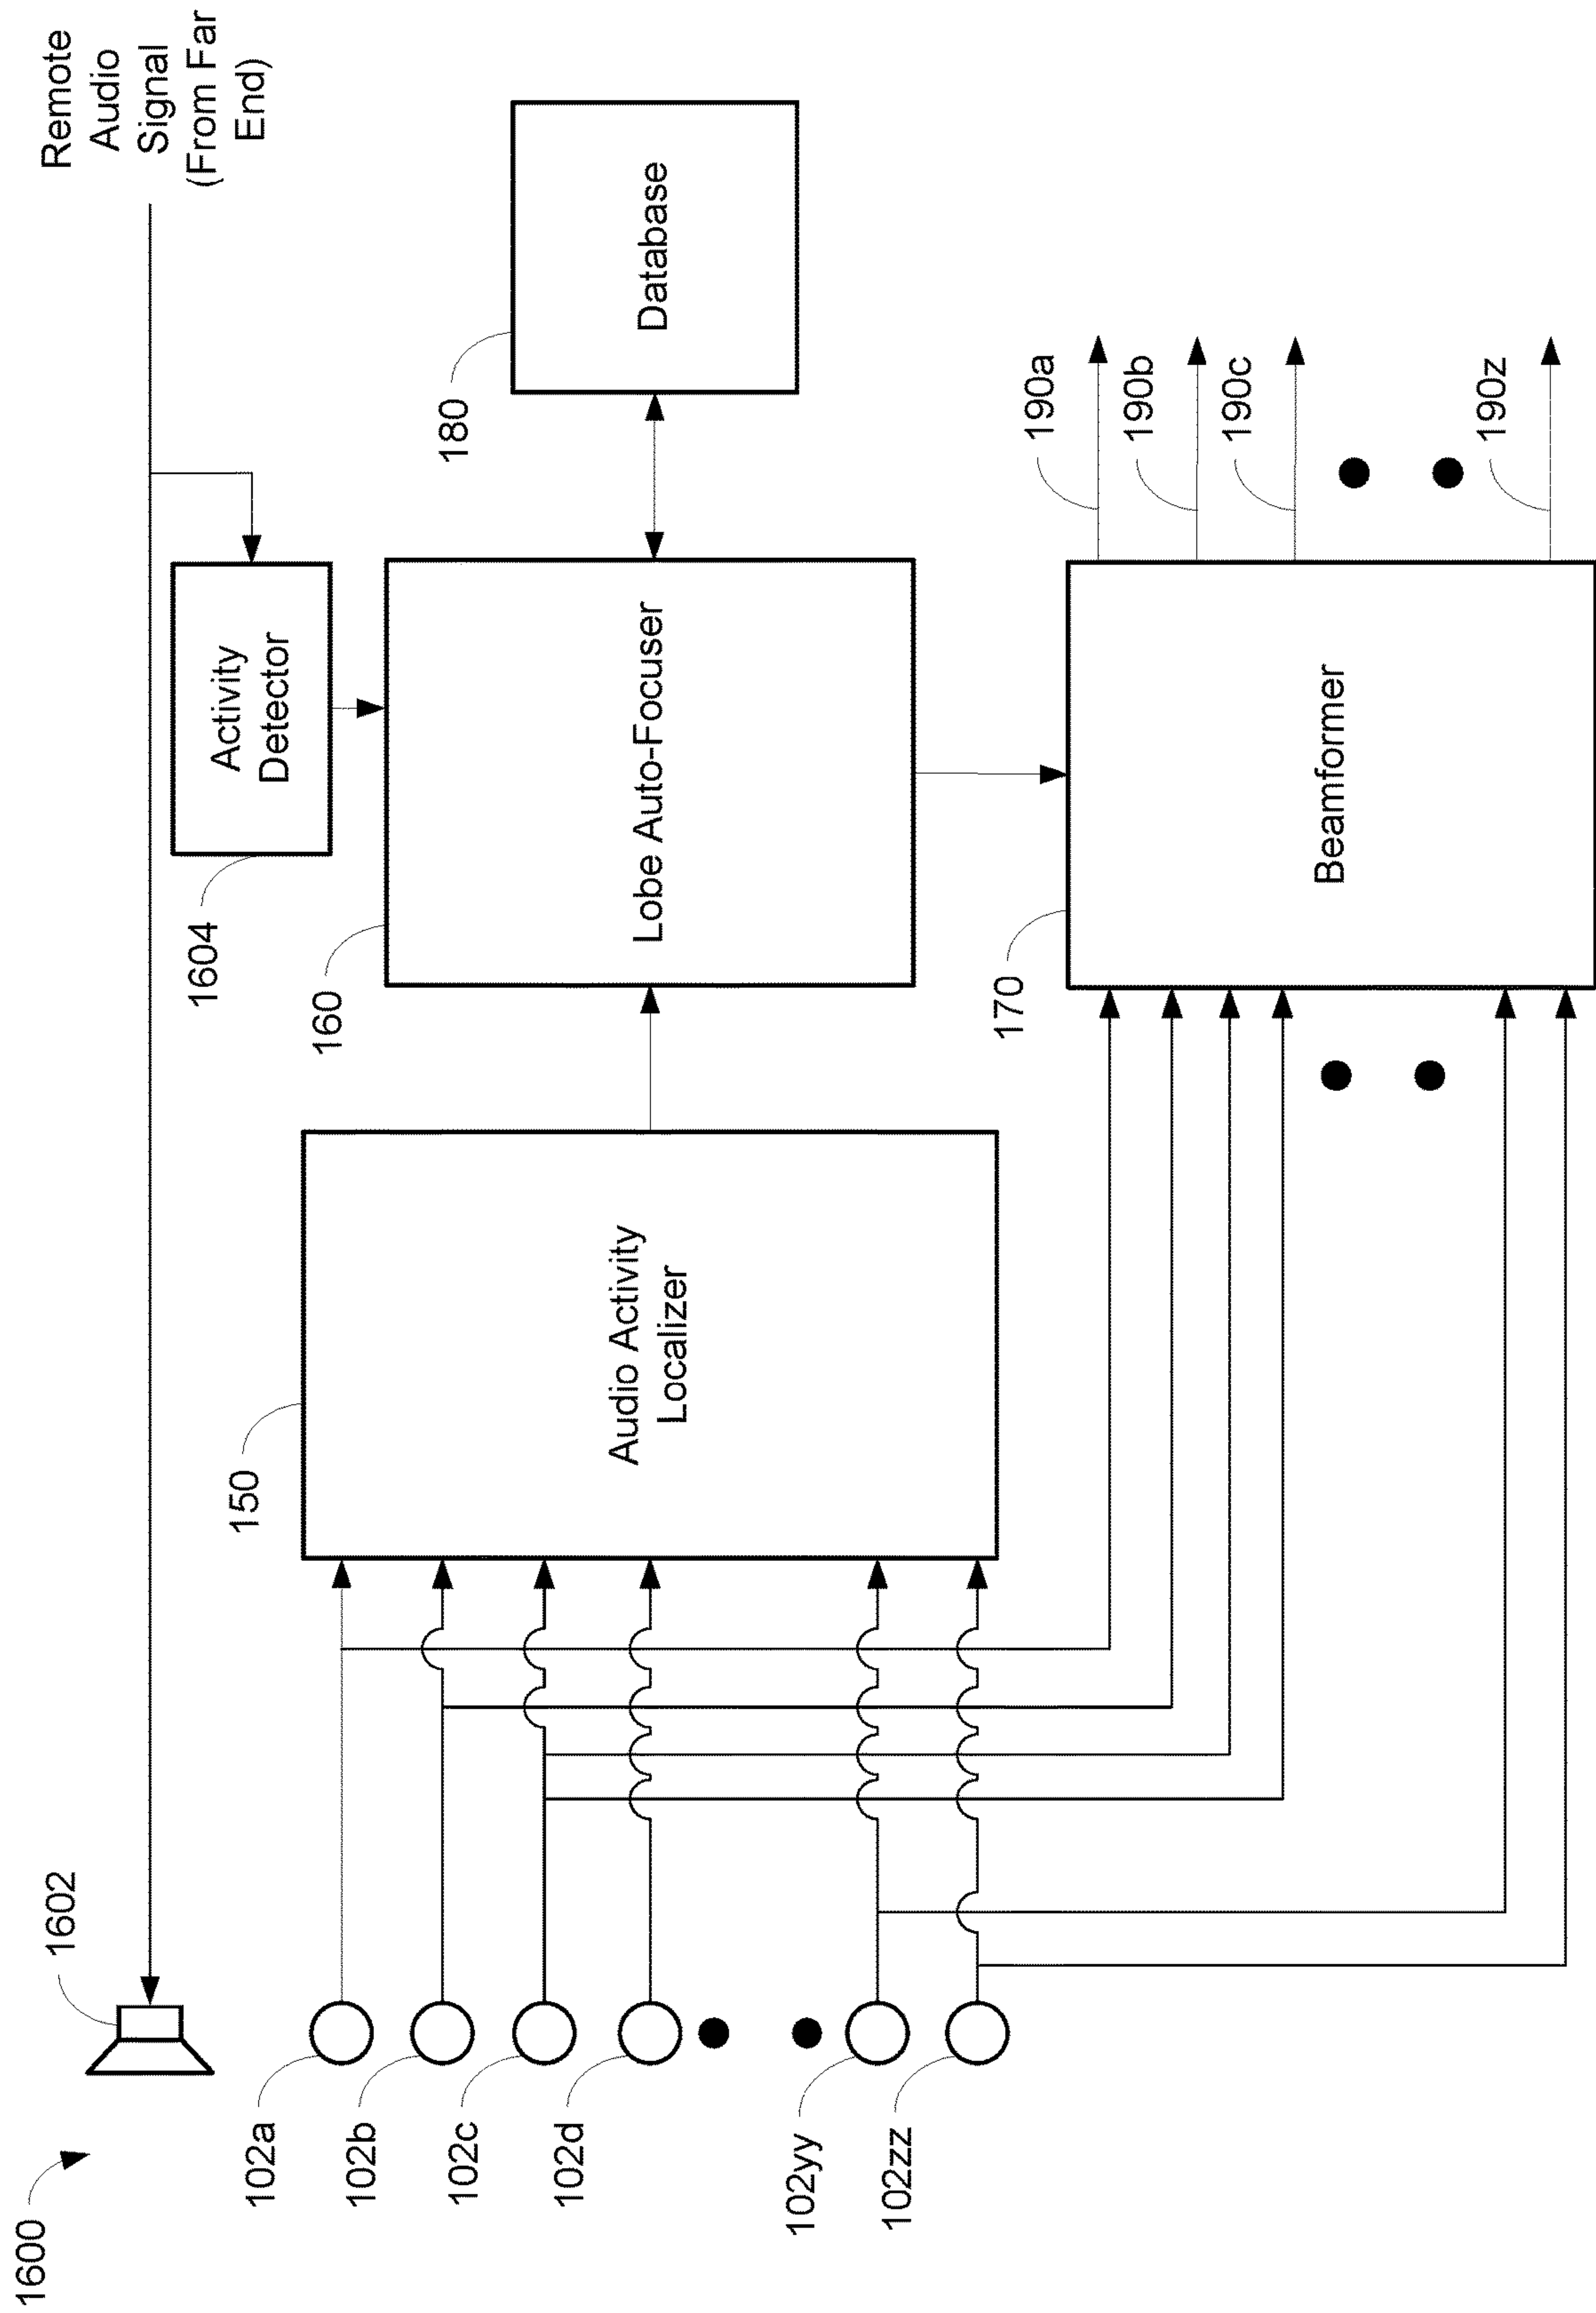 1600
1602
Remote
Audio
Signal
(From Far
End)
1604
Activity
Detector
150
Audio Activity
Localizer
160
Lobe Auto-Focuser
180
Database
102a
102b
102c
102d
102yy
102zz
170
Beamformer
190a
190b
190c
190z